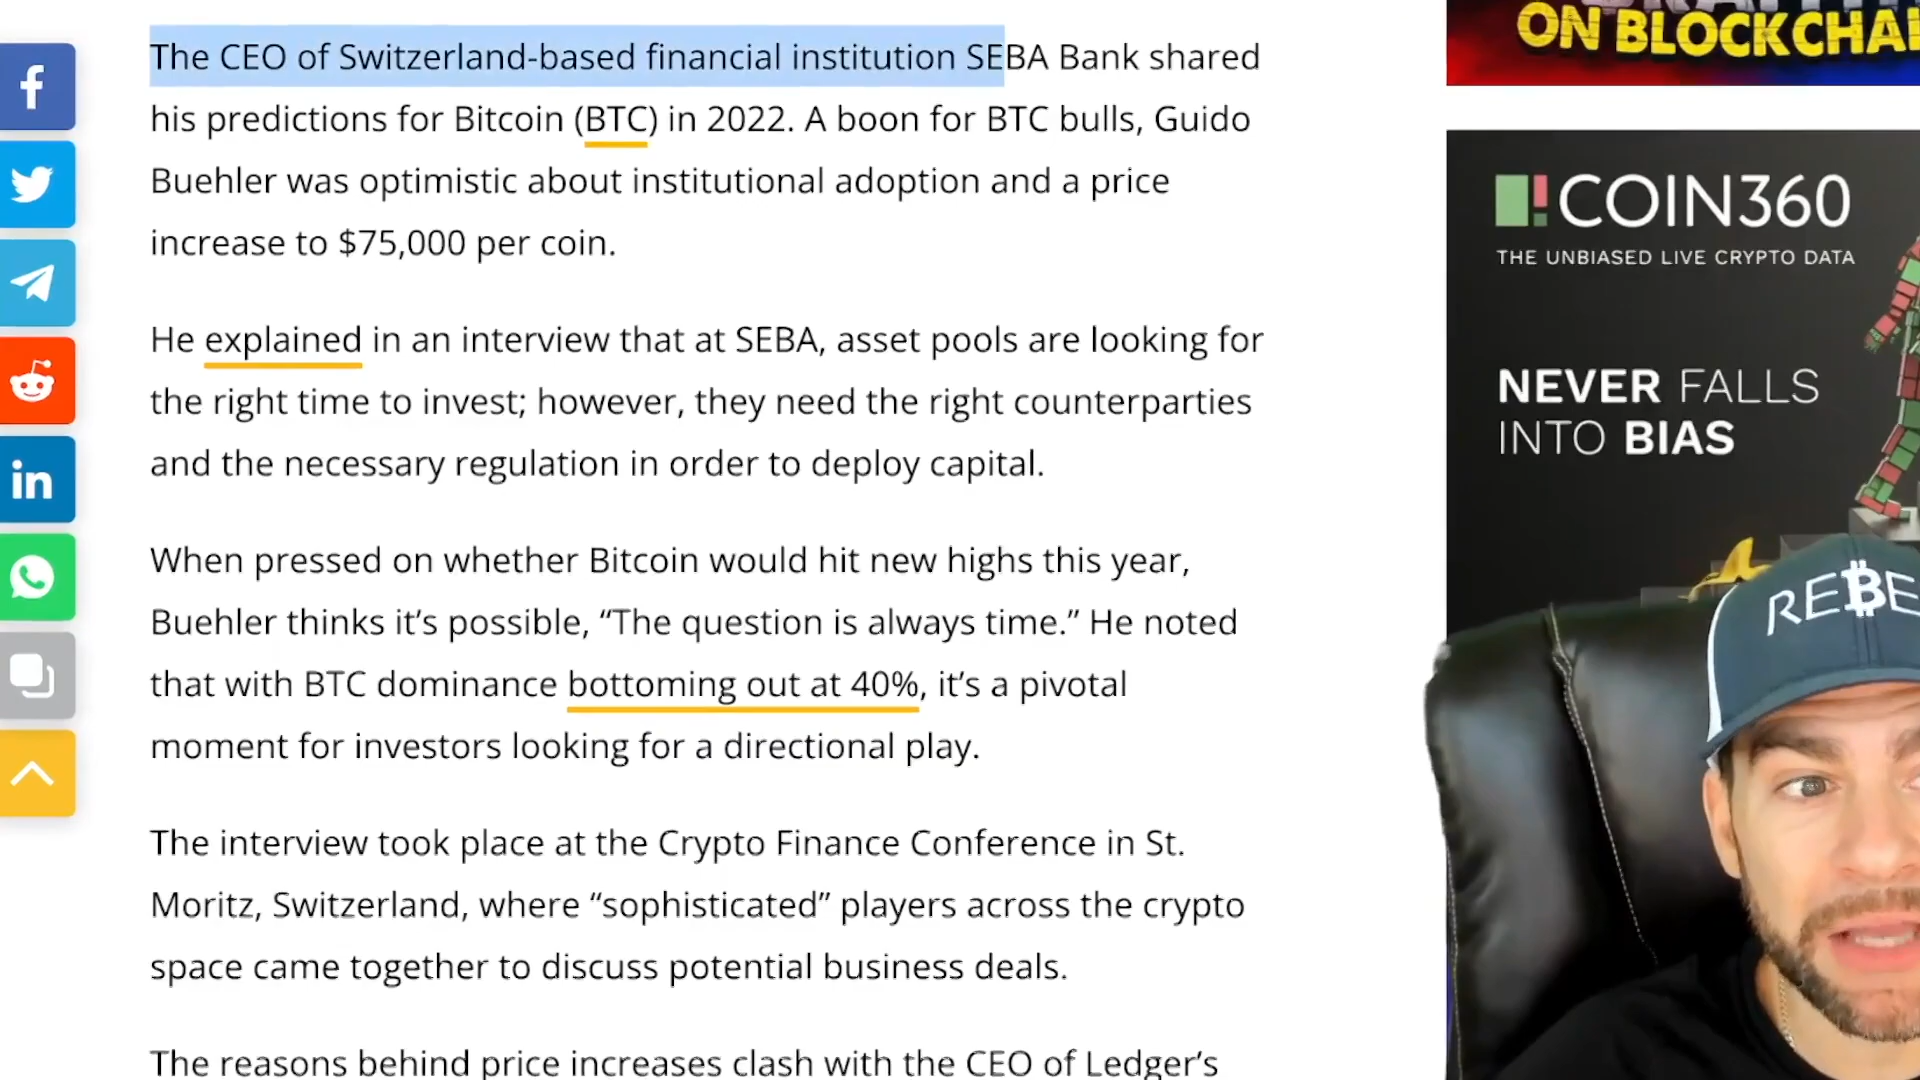 ON BLOCKCHAI
The CEO of Switzerland-based financial institution SEBA Bank shared
his predictions for Bitcoin (BTC) in 2022. A boon for BTC bulls, Guido
Buehler was optimistic about institutional adoption and a price
increase to $75,000 per coin.
He explained in an interview that at SEBA, asset pools are looking for
the right time to invest; however, they need the right counterparties
and the necessary regulation in order to deploy capital.
When pressed on whether Bitcoin would hit new highs this year,
Buehler thinks it’s possible, “The question is always time.” He noted
that with BTC dominance bottoming out at 40%, it’s a pivotal
moment for investors looking for a directional play.
The interview took place at the Crypto Finance Conference in St.
Moritz, Switzerland, where “sophisticated” players across the crypto
space came together to discuss potential business deals.
The reasons behind price increases clash with the CEO of Ledger’s
COIN360
THE UNBIASED LIVE CRYPTO DATA
NEVER FALLS
INTO BIAS
REBE
f
in